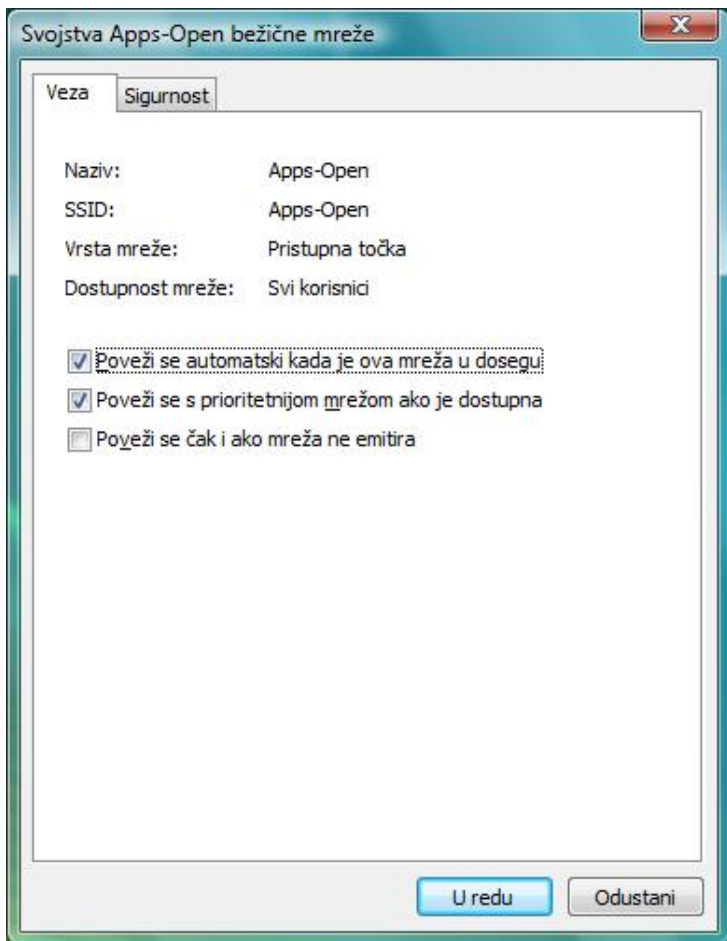 Svojstva Apps-Open bežične mreže
Veza Sigurnost
Naziv: Apps-Open
SSID: Apps-Open
Vrsta mreže: Pristupna točka
Dostupnost mreže: Svi korisnici
Poveži se automatski kada je ova mreža u dosegu
Poveži se s prioritetnijom mrežom ako je dostupna
Poveži se čak i ako mreža ne emitira
U redu Odustani